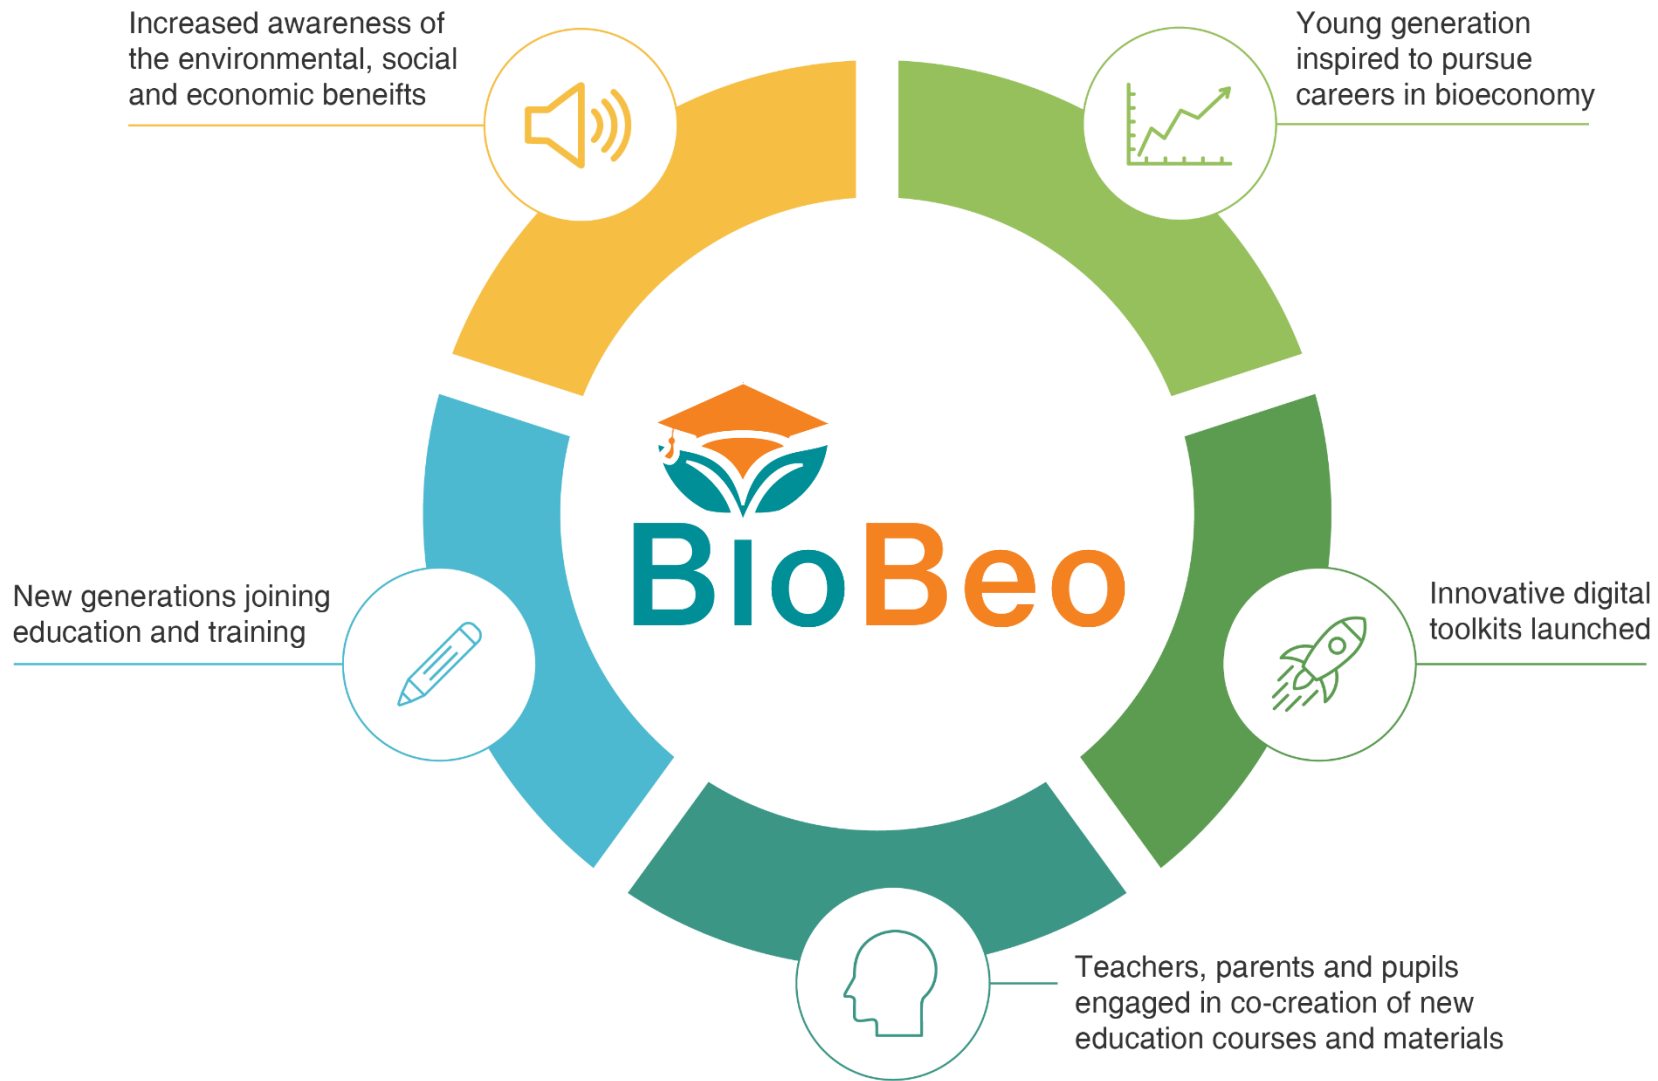 Increased awareness of
the environmental, social
and economic beneifts
Young generation
inspired to pursue
careers in bioeconomy
BioBeo
New generations joining
education and training
Innovative digital
toolkits launched
Teachers, parents and pupils
engaged in co-creation of new
education courses and materials